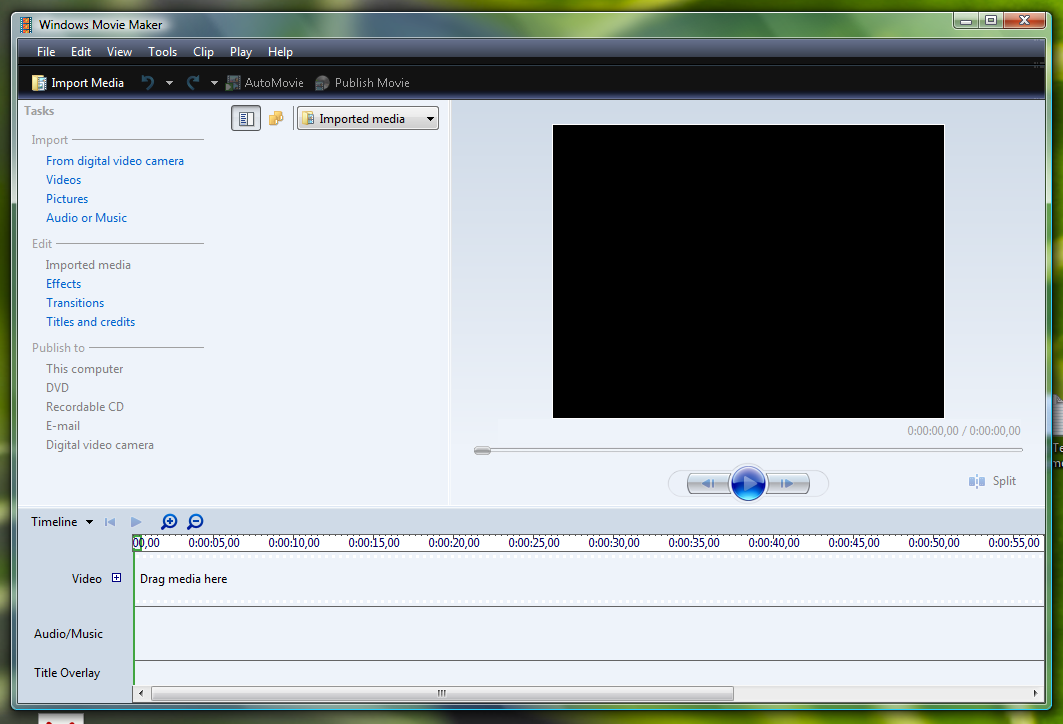 Windows Movie Maker
File Edit View Tools Clip Play Help
Import Media AutoMovie Publish Movie
Tasks
Imported media
Import
From digital video camera
Videos
Pictures
Audio or Music
Edit
Imported media
Effects
Transitions
Titles and credits
Publish to
This computer
DVD
Recordable CD
E-mail
Digital video camera
0:00:00,00 / 0:00:00,00
Split
Timeline
00,00 0:00:05,00 0:00:10,00 0:00:15,00 0:00:20,00 0:00:25,00 0:00:30,00 0:00:35,00 0:00:40,00 0:00:45,00 0:00:50,00 0:00:55,00
Video Drag media here
Audio/Music
Title Overlay